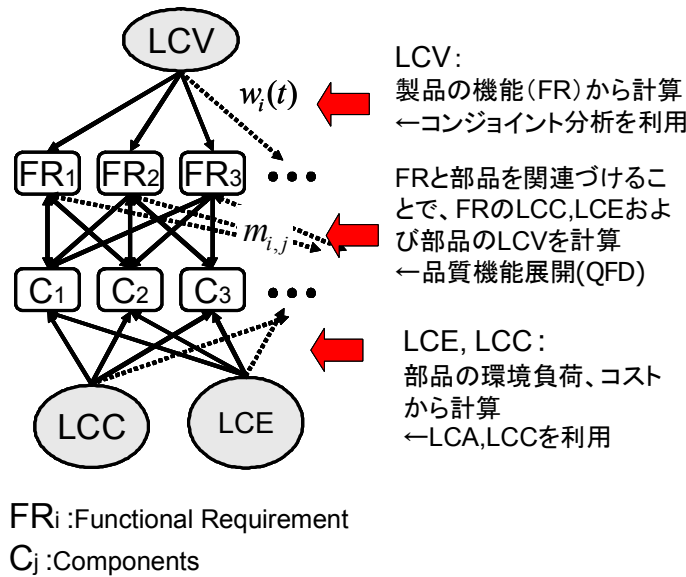 LCV
wᵢ(t)
LCV：
製品の機能（FR）から計算
←コンジョイント分析を利用
FR1 FR2 FR3 •••
FRと部品を関連づけるこ
とで、FRのLCC,LCEおよ
び部品のLCVを計算
←品質機能展開(QFD)
mᵢ,ⱼ
C1 C2 C3 •••
LCE, LCC：
部品の環境負荷、コスト
から計算
←LCA,LCCを利用
LCC LCE
FRi :Functional Requirement
Cj :Components